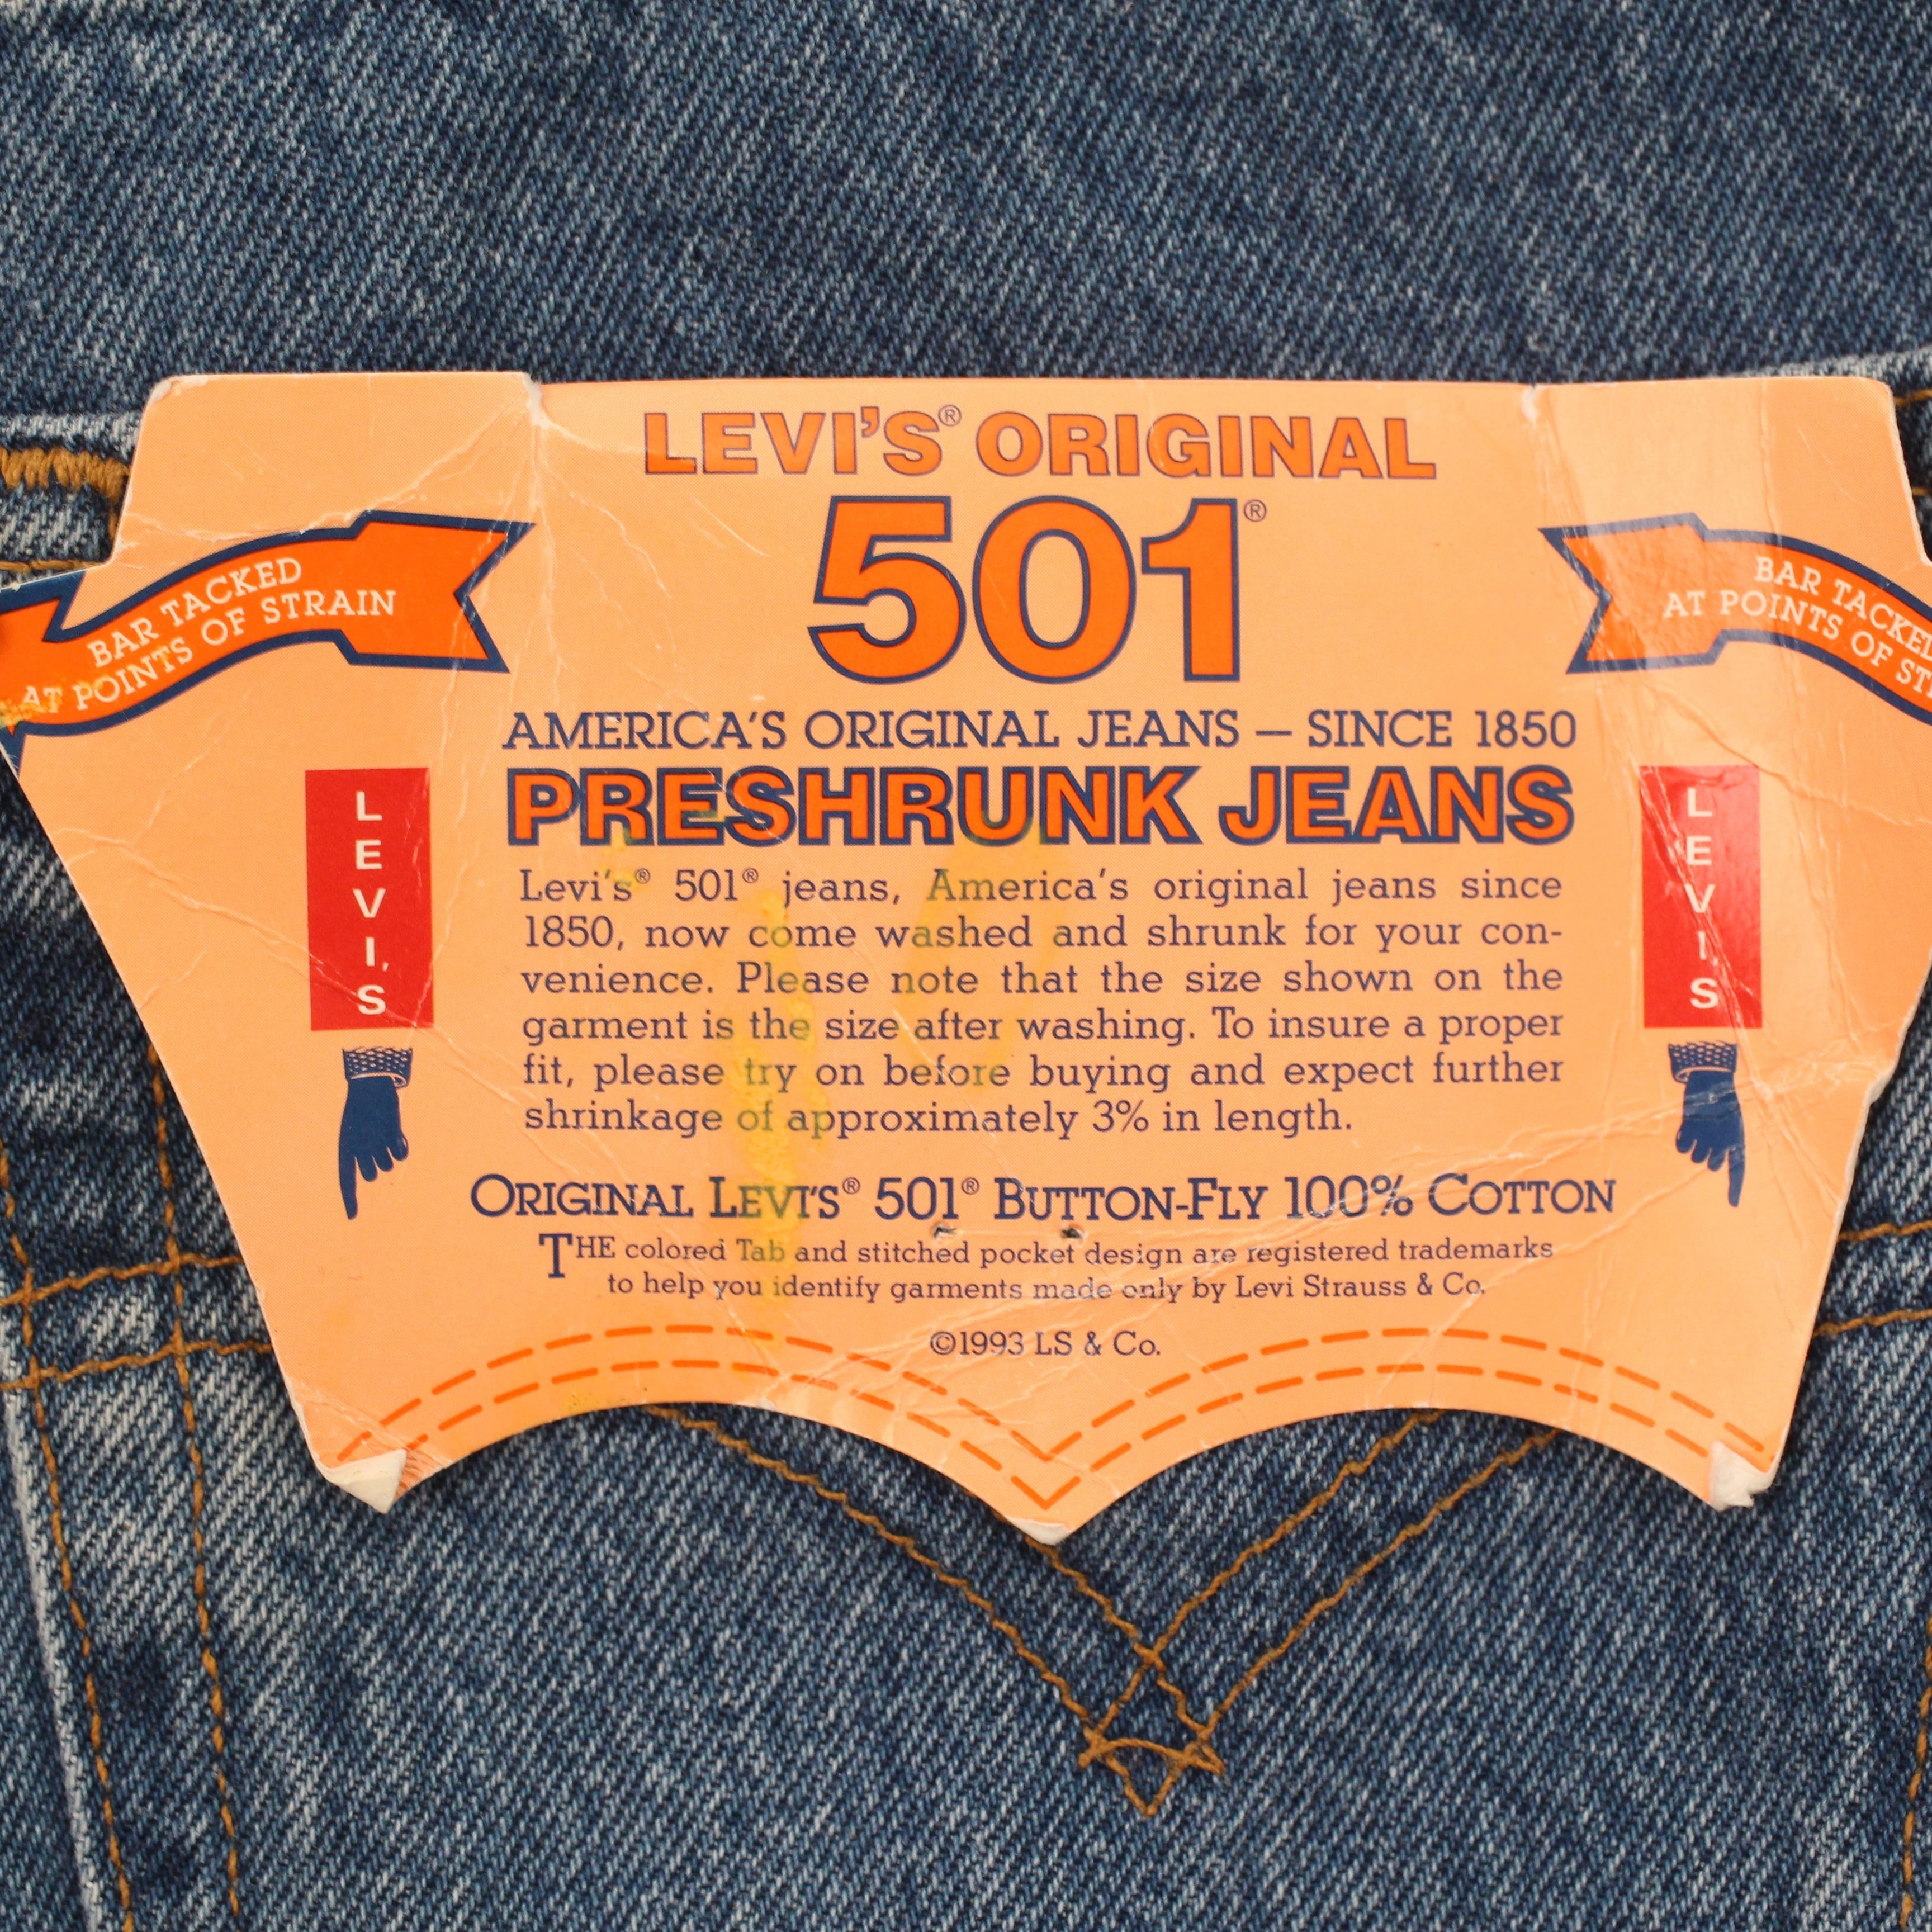 LEVI'S® ORIGINAL
501®
BAR TACKED
AT POINTS OF STRAIN
BAR TACKED
AT POINTS OF ST
AMERICA'S ORIGINAL JEANS – SINCE 1850
PRESHRUNK JEANS
LEVI'S
LEVI'S
Levi's® 501® jeans, America's original jeans since
1850, now come washed and shrunk for your con-
venience. Please note that the size shown on the
garment is the size after washing. To insure a proper
fit, please try on before buying and expect further
shrinkage of approximately 3% in length.
ORIGINAL LEVI'S® 501® BUTTON-FLY 100% COTTON
THE colored Tab and stitched pocket design are registered trademarks
to help you identify garments made only by Levi Strauss & Co.
©1993 LS & Co.